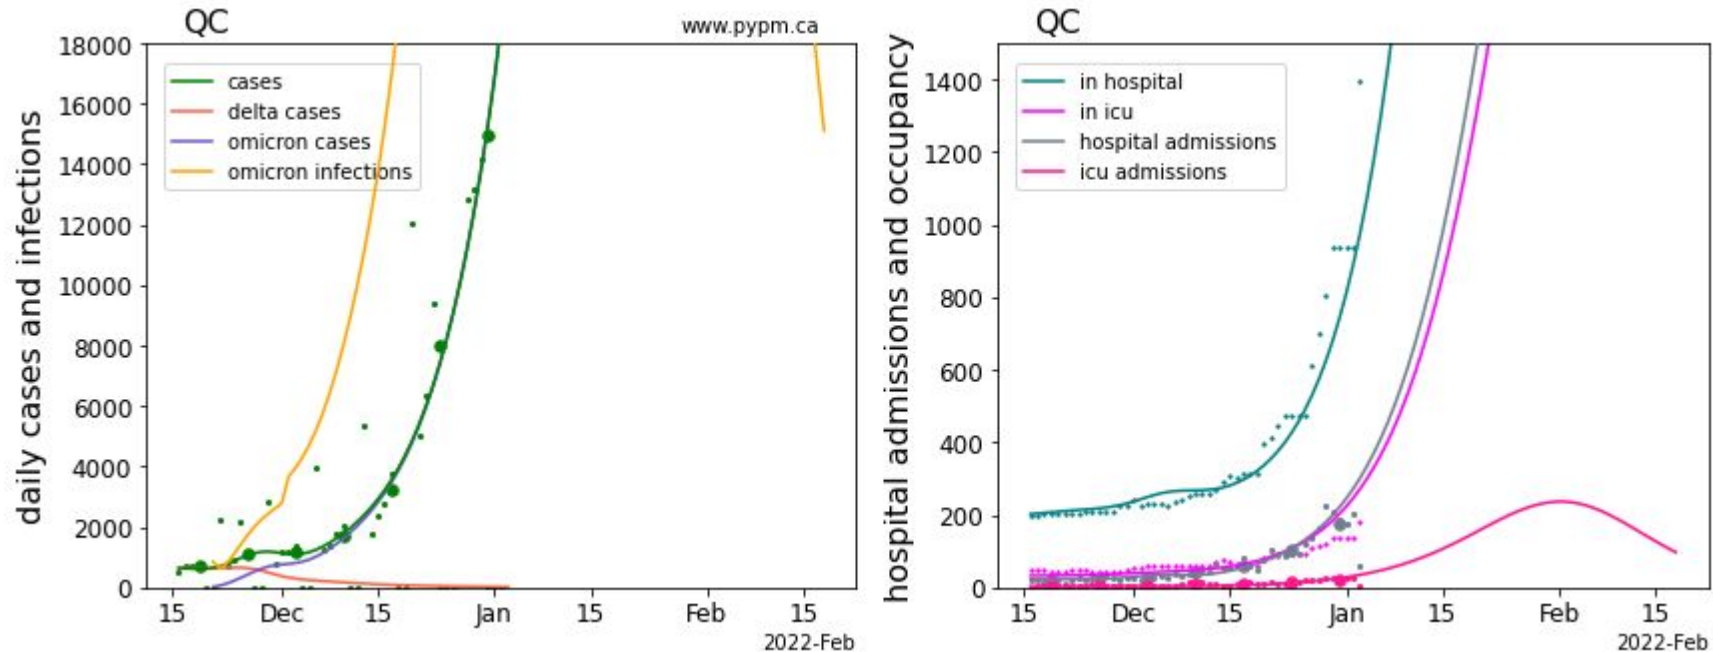 QC
www.pypm.ca
daily cases and infections
18000
16000
14000
12000
10000
8000
6000
4000
2000
0
cases
delta cases
omicron cases
omicron infections
15
Dec
15
Jan
15
Feb
15
2022-Feb
QC
hospital admissions and occupancy
1400
1200
1000
800
600
400
200
0
in hospital
in icu
hospital admissions
icu admissions
15
Dec
15
Jan
15
Feb
15
2022-Feb